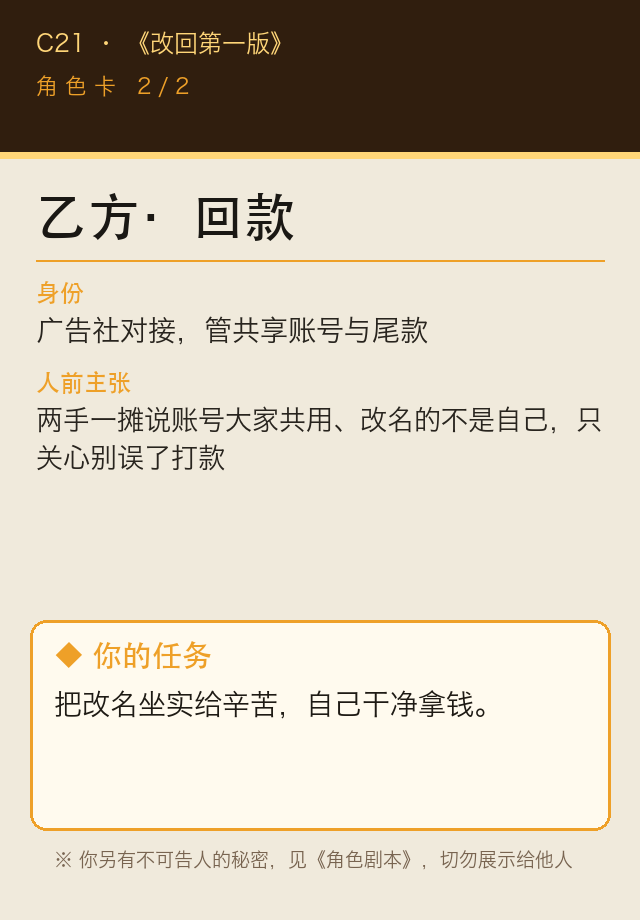 C21 · 《改回第一版》
角色卡 2/2
乙方· 回款
身份
广告社对接，管共享账号与尾款
人前主张
两手一摊说账号大家共用、改名的不是自己，只
关心别误了打款
◆ 你的任务
把改名坐实给辛苦，自己干净拿钱。
※ 你另有不可告人的秘密，见《角色剧本》，切勿展示给他人